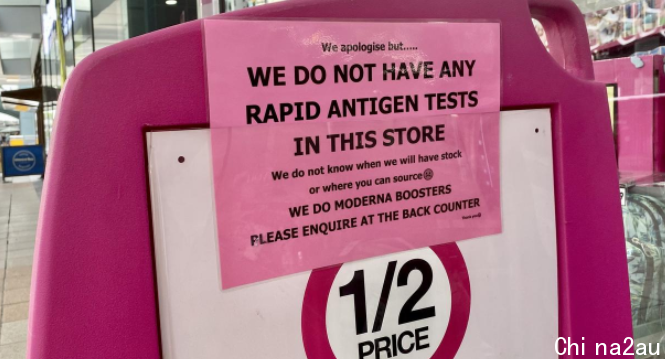 We apologise but.....
WE DO NOT HAVE ANY
RAPID ANTIGEN TESTS
IN THIS STORE
We do not know when we will have stock
or where you can source☹
WE DO MODERNA BOOSTERS
PLEASE ENQUIRE AT THE BACK COUNTER
Thank you
1/2
PRICE
Chi na2au